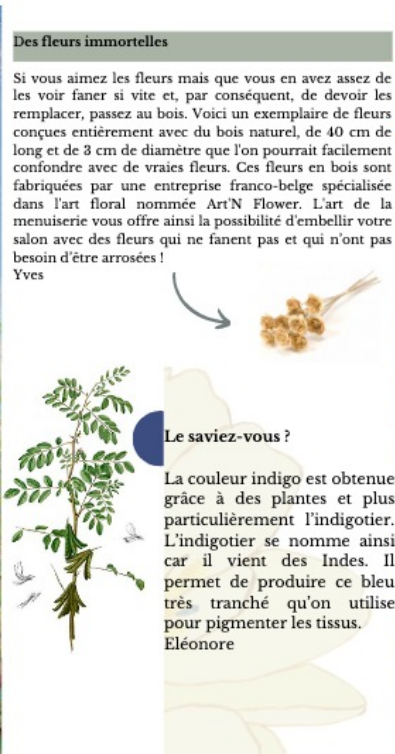 Des fleurs immortelles
Si vous aimez les fleurs mais que vous en avez assez de
les voir faner si vite et, par conséquent, de devoir les
remplacer, passez au bois. Voici un exemplaire de fleurs
conçues entièrement avec du bois naturel, de 40 cm de
long et de 3 cm de diamètre que l'on pourrait facilement
confondre avec de vraies fleurs. Ces fleurs en bois sont
fabriquées par une entreprise franco-belge spécialisée
dans l'art floral nommée Art'N Flower. L'art de la
menuiserie vous offre ainsi la possibilité d'embellir votre
salon avec des fleurs qui ne fanent pas et qui n'ont pas
besoin d'être arrosées !
Yves
Le saviez-vous ?
La couleur indigo est obtenue
grâce à des plantes et plus
particulièrement l'indigotier.
L'indigotier se nomme ainsi
car il vient des Indes. Il
permet de produire ce bleu
très tranché qu'on utilise
pour pigmenter les tissus.
Eléonore